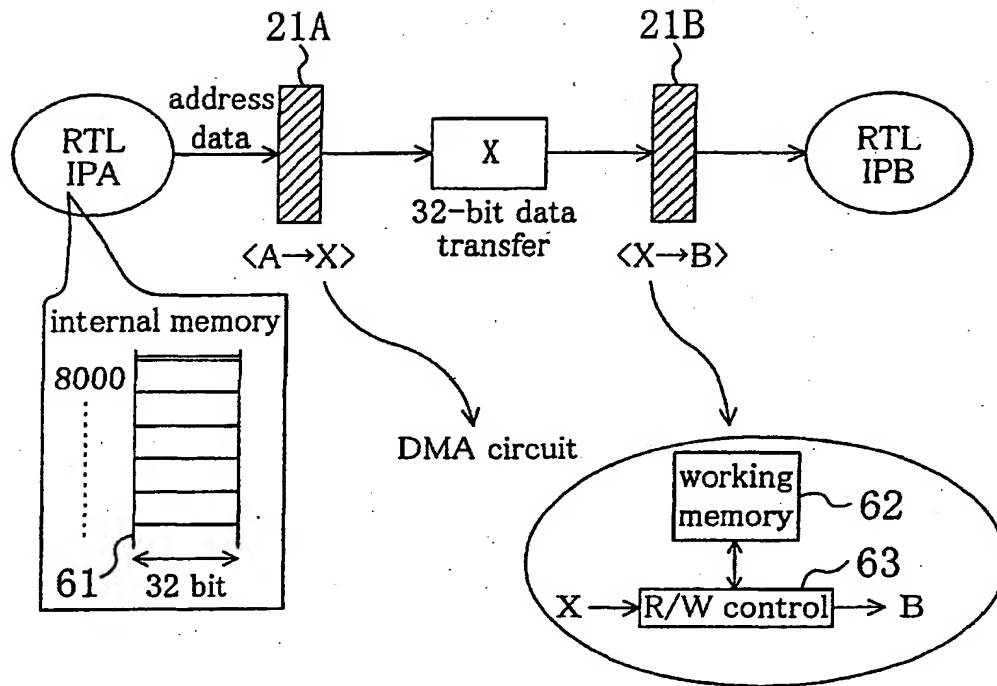 21A
21B
address
data
RTL
IPA
X
RTL
IPB
32-bit data
transfer
<A→X>
<X→B>
internal memory
8000
DMA circuit
working
memory
62
61
32 bit
63
X
R/W control
B